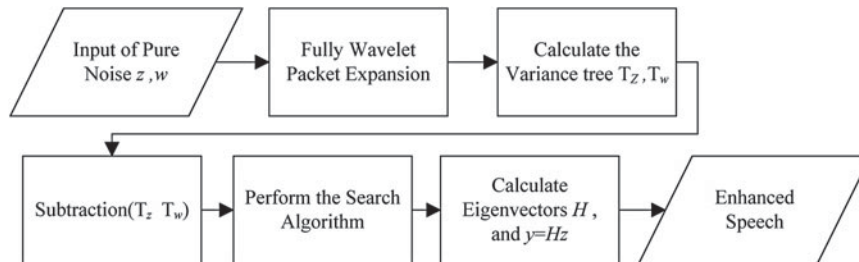 Input of Pure
Noise z ,w
Fully Wavelet
Packet Expansion
Calculate the
Variance tree T_Z, T_w
Subtraction(T_z T_w)
Perform the Search
Algorithm
Calculate
Eigenvectors H ,
and y=Hz
Enhanced
Speech